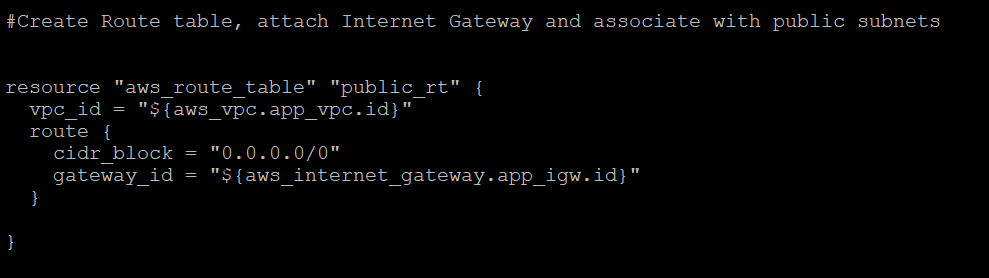 #Create Route table, attach Internet Gateway and associate with public subnets
resource "aws_route_table" "public_rt" {
vpc_id = "${aws_vpc.app_vpc.id}"
route {
cidr_block = "0.0.0.0/0"
gateway_id = "${aws_internet_gateway.app_igw.id}"
}
}